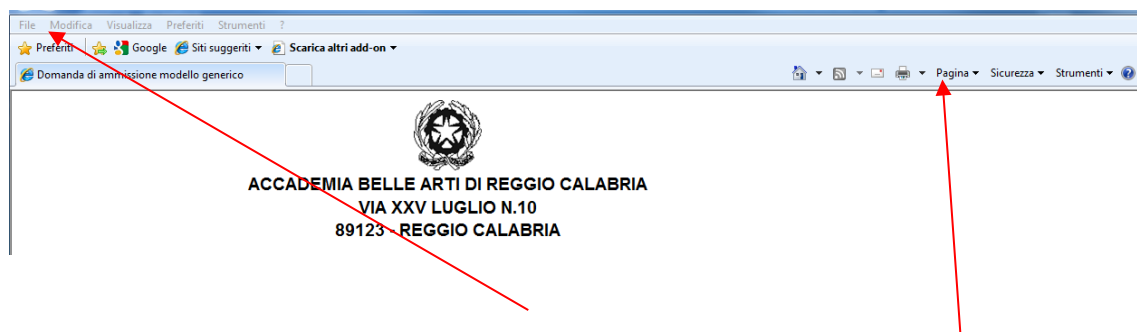 File Modifica Visualizza Preferiti Strumenti ?
Preferiti Google Siti suggeriti Scarica altri add-on
Domanda di ammissione modello generico Pagina Sicurezza Strumenti
ACCADEMIA BELLE ARTI DI REGGIO CALABRIA
VIA XXV LUGLIO N.10
89123 - REGGIO CALABRIA